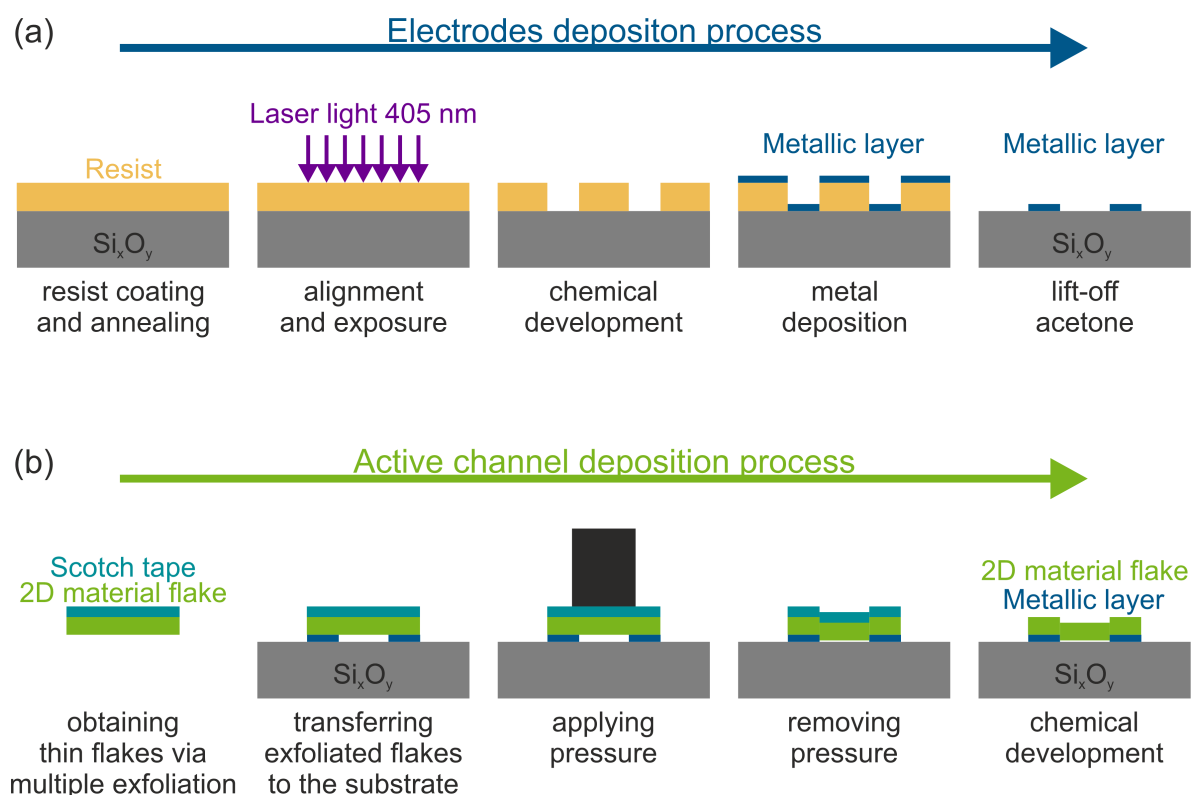 (a)
Electrodes depositon process
Laser light 405 nm
Resist
Metallic layer
Metallic layer
SixOy
SixOy
resist coating
and annealing
alignment
and exposure
chemical
development
metal
deposition
lift-off
acetone
(b)
Active channel deposition process
Scotch tape
2D material flake
2D material flake
Metallic layer
SixOy
SixOy
obtaining
thin flakes via
multiple exfoliation
transferring
exfoliated flakes
to the substrate
applying
pressure
removing
pressure
chemical
development